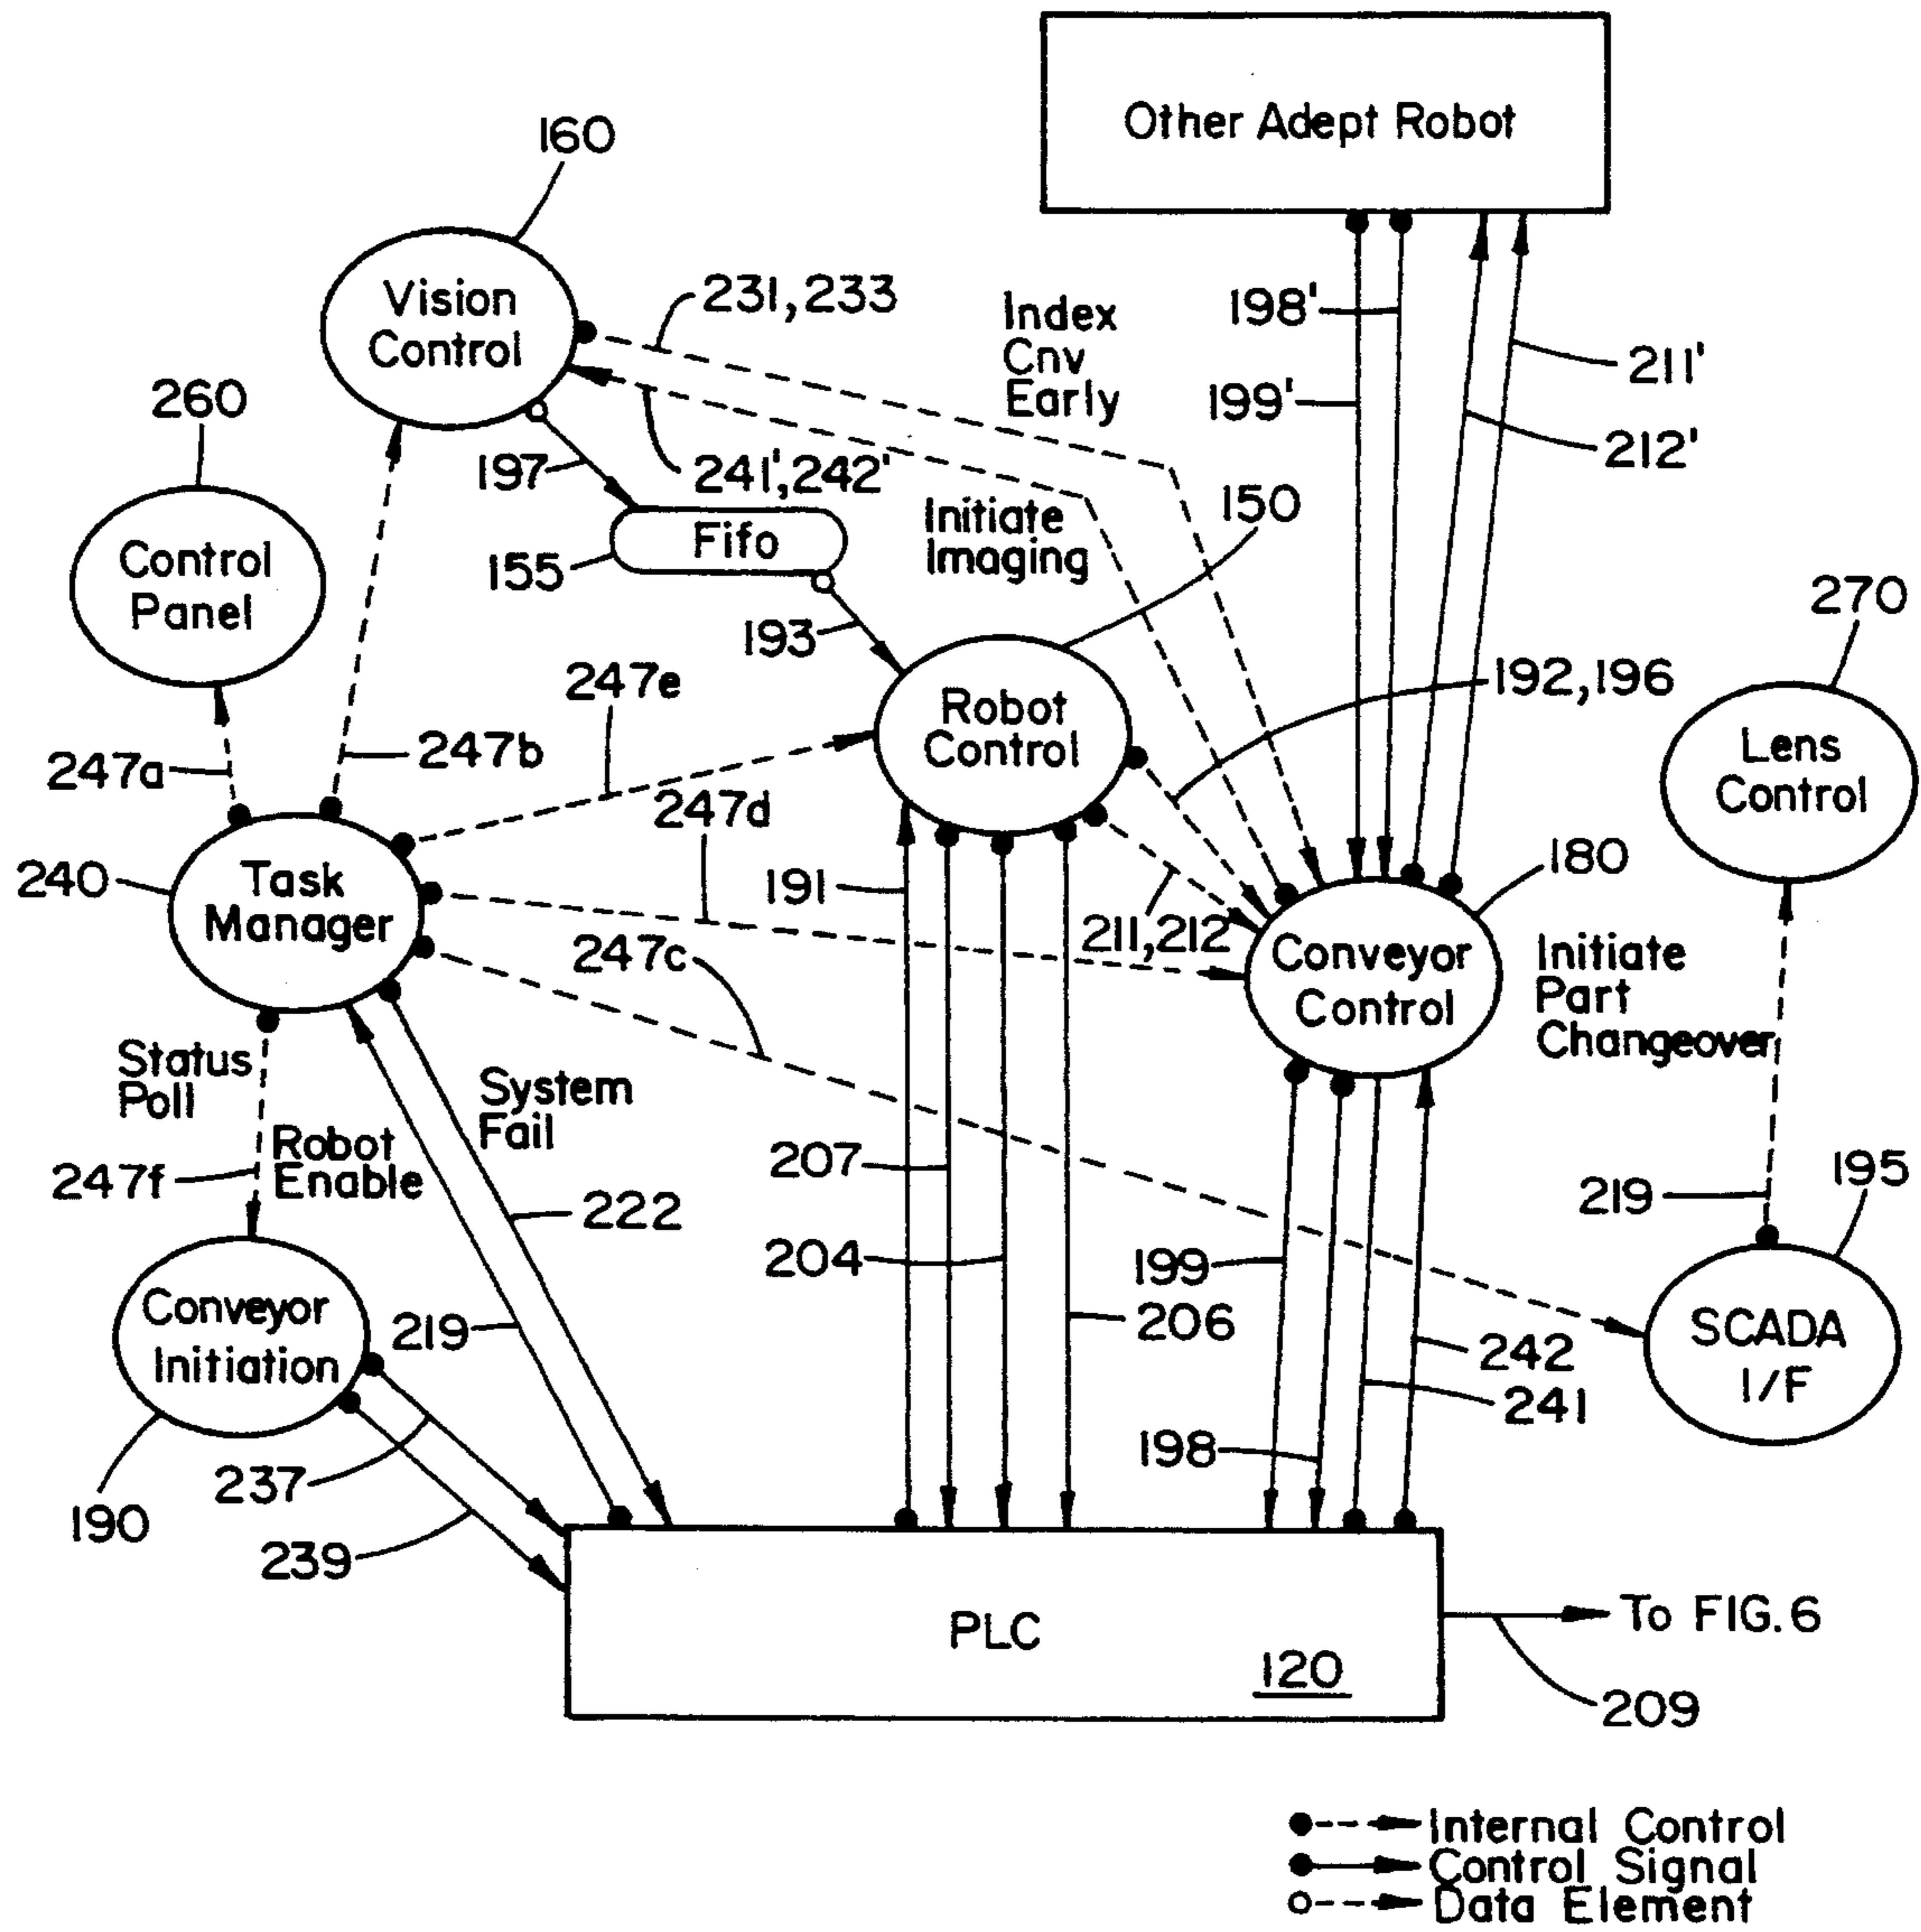 Other Adept Robot
160
Vision
Control
231,233
Index
Cnv
Early
198'
199'
211'
212'
260
197
241',242'
Control
Panel
155
Fifo
Initiate
Imaging
150
193
270
247e
192,196
Robot
Control
Lens
Control
247a
247b
247d
240
Task
Manager
191
180
211,212
247c
Conveyor
Control
Initiate
Part
Changeover
Status
Poll
System
Fail
Robot
Enable
247f
207
222
219
195
204
199
206
Conveyor
Initiation
219
SCADA
I/F
242
241
198
237
190
239
PLC
120
To FIG.6
209
Internal Control
Control Signal
Data Element